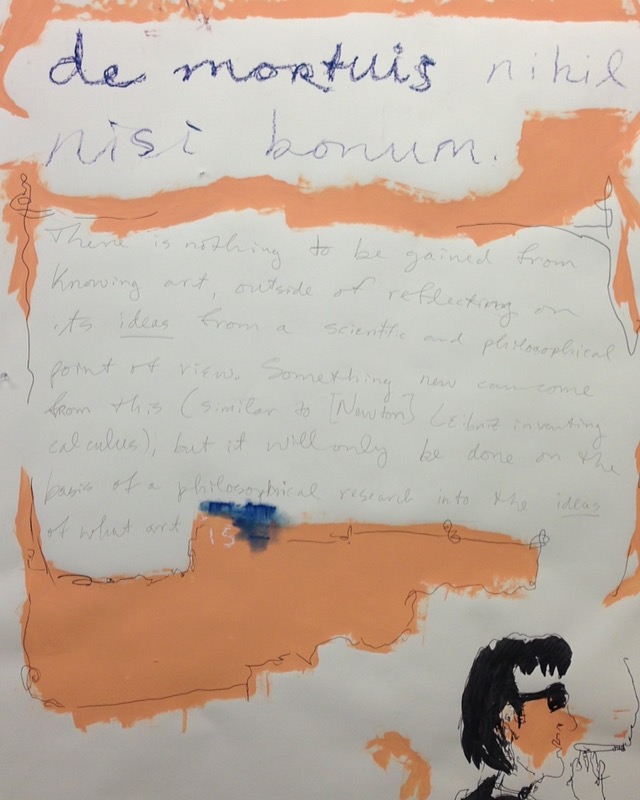 de mortuis nihil
nisi bonum.
There is nothing to be gained from
Knowing art, outside of reflecting on
its ideas from a scientific and philosophical
point of view. Something new can come
from this (similar to [Newton] Leibniz inventing
calculus), but it will only be done on the
basis of a philosophical research into the ideas
of what art is